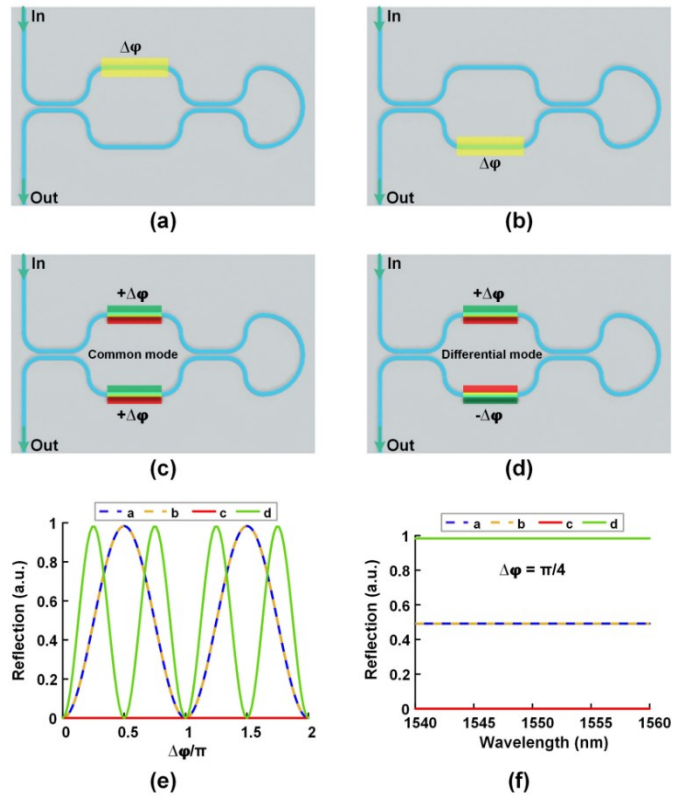 In
Δφ
Out
(a)
In
Δφ
Out
(b)
In
+Δφ
Common mode
+Δφ
Out
(c)
In
+Δφ
Differential mode
-Δφ
Out
(d)
a b c d
Reflection (a.u.)
1
0.8
0.6
0.4
0.2
0
0 0.5 1 1.5 2
Δφ/π
(e)
a b c d
Reflection (a.u.)
1
0.8
0.6
0.4
0.2
0
Δφ = π/4
1540 1545 1550 1555 1560
Wavelength (nm)
(f)